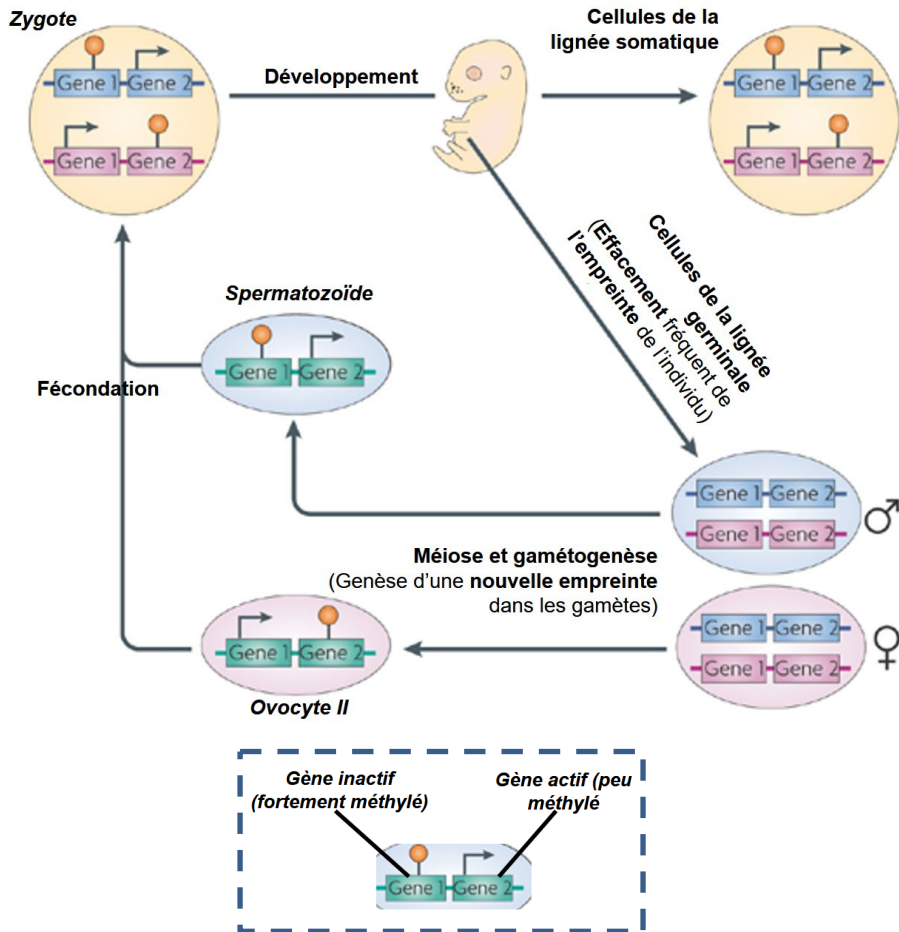 Zygote
Gene 1 Gene 2
Gene 1 Gene 2
Développement
Cellules de la
lignée somatique
Gene 1 Gene 2
Gene 1 Gene 2
Cellules de la lignée
germinale
(Effacement fréquent de
l'empreinte de l'individu)
Spermatozoïde
Gene 1 Gene 2
Fécondation
Gene 1 Gene 2
Gene 1 Gene 2
♂
Méiose et gamétogenèse
(Genèse d'une nouvelle empreinte
dans les gamètes)
Gene 1 Gene 2
Gene 1 Gene 2
♀
Gene 1 Gene 2
Ovocyte II
Gène inactif
(fortement méthylé)
Gène actif (peu
méthylé
Gene 1 Gene 2